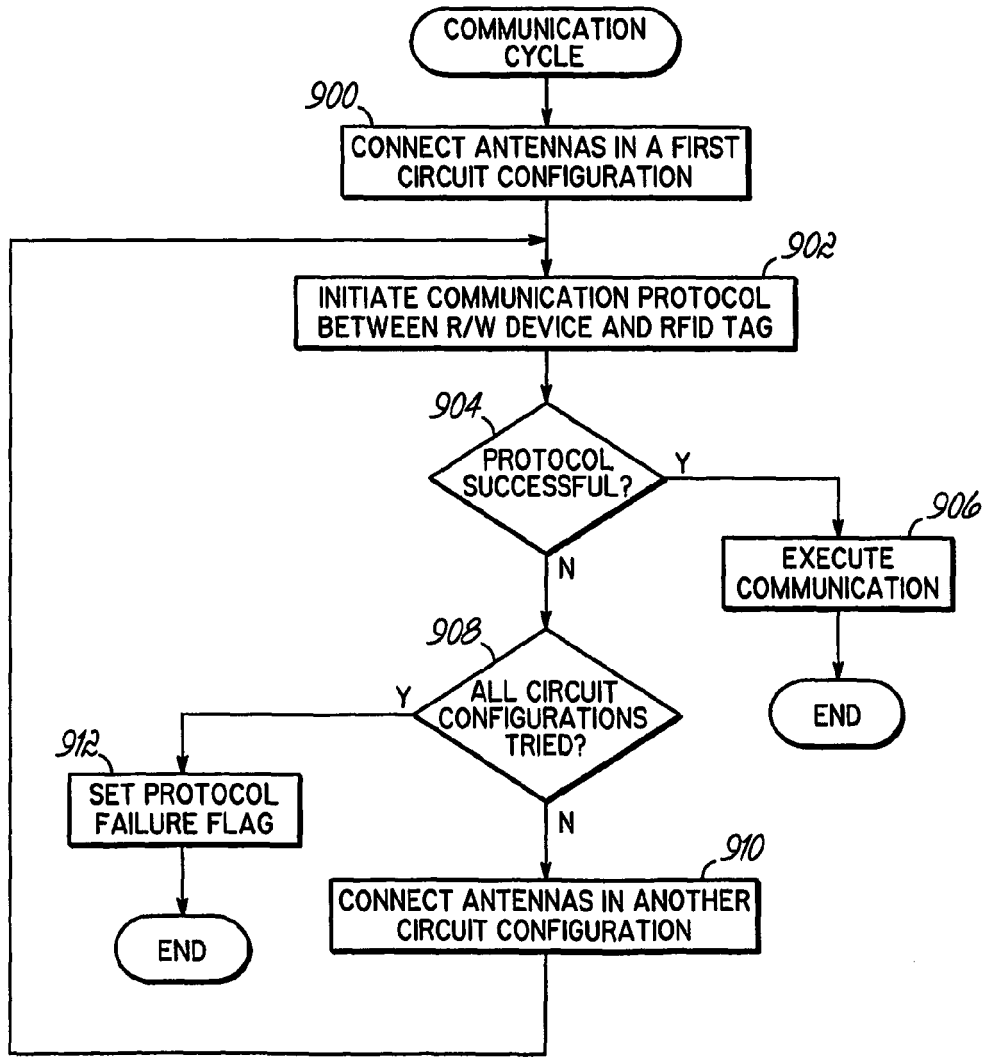 COMMUNICATION
CYCLE
900
CONNECT ANTENNAS IN A FIRST
CIRCUIT CONFIGURATION
902
INITIATE COMMUNICATION PROTOCOL
BETWEEN R/W DEVICE AND RFID TAG
904
PROTOCOL
SUCCESSFUL?
Y
906
EXECUTE
COMMUNICATION
END
N
908
ALL CIRCUIT
CONFIGURATIONS
TRIED?
Y
912
SET PROTOCOL
FAILURE FLAG
END
N
910
CONNECT ANTENNAS IN ANOTHER
CIRCUIT CONFIGURATION